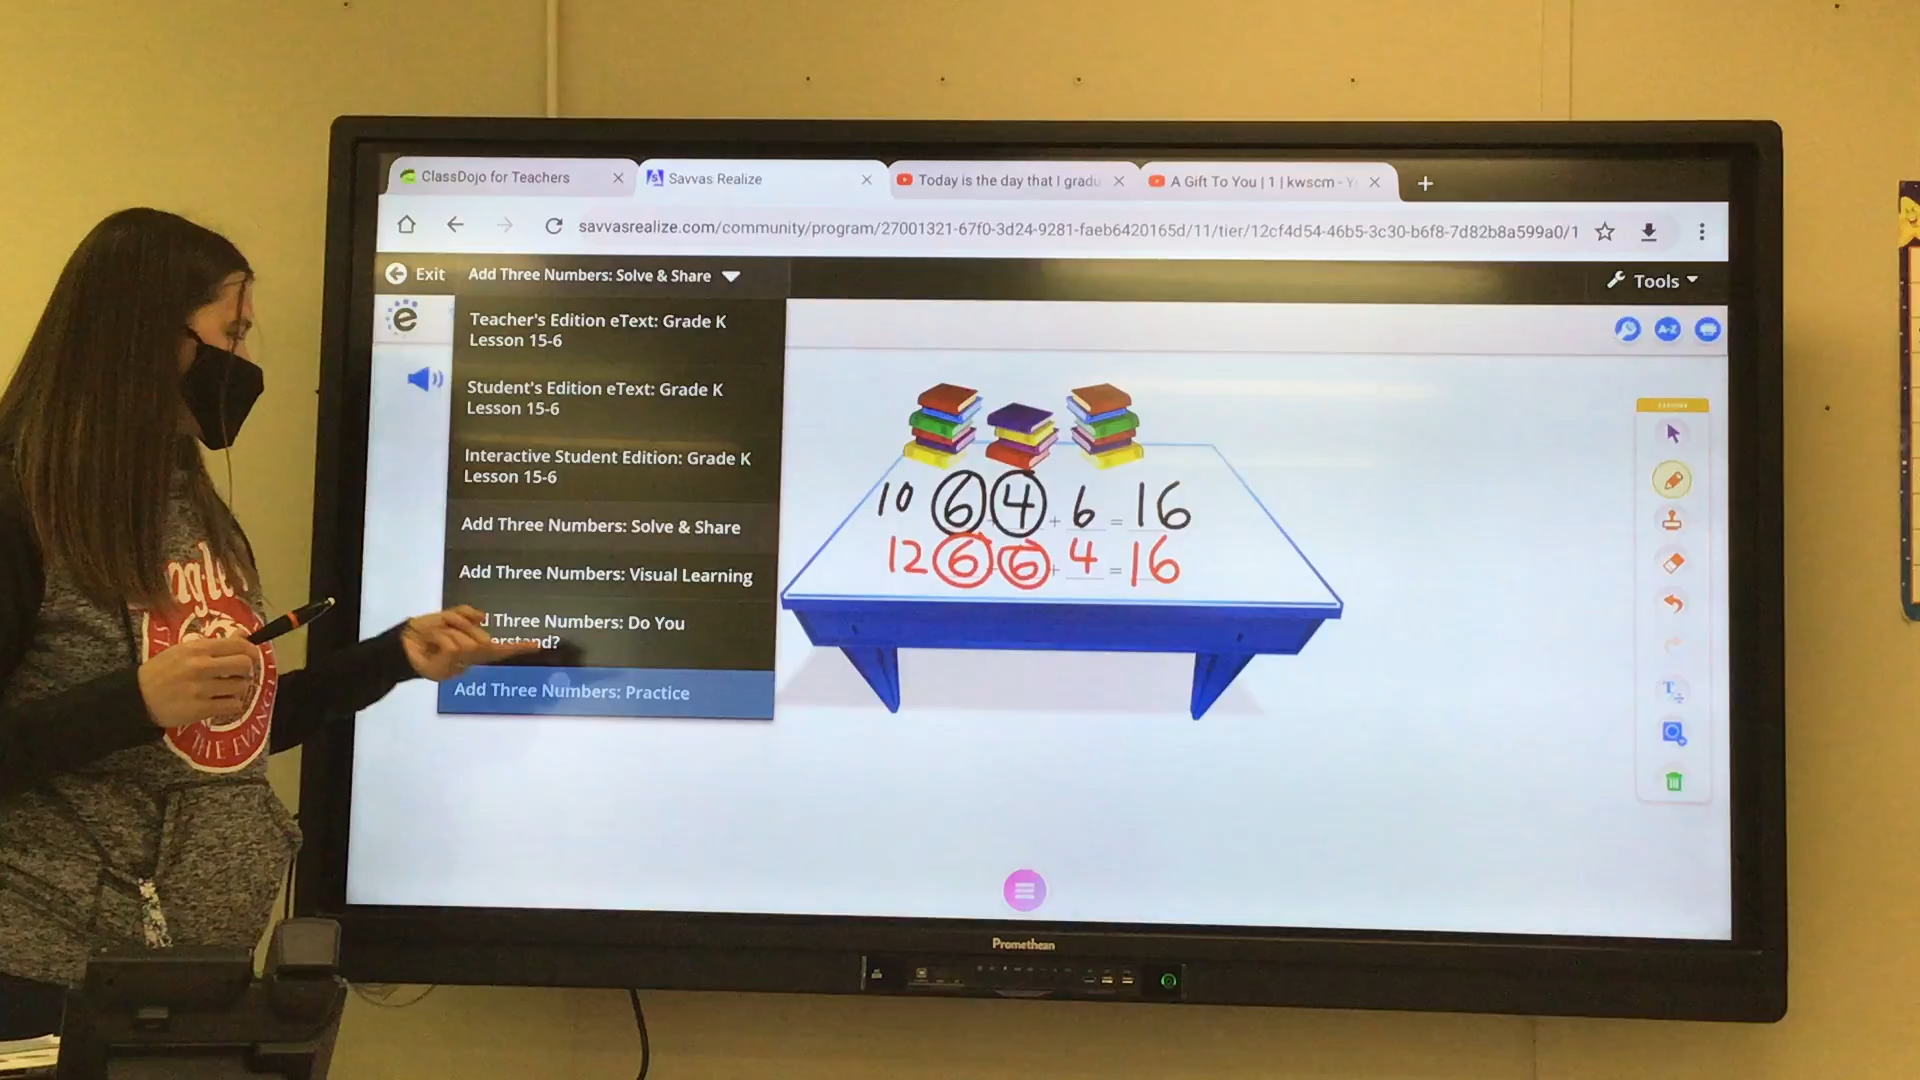 ClassDojo for Teachers
Savvas Realize
Today is the day that I gradu
A Gift To You | 1 | kwscm - Y
savvasrealize.com/community/program/27001321-67f0-3d24-9281-faeb6420165d/11/tier/12cf4d54-46b5-3c30-b6f8-7d82b8a599a0/1
Exit
Add Three Numbers: Solve & Share
Tools
e
A-Z
Teacher's Edition eText: Grade K
Lesson 15-6
Student's Edition eText: Grade K
Lesson 15-6
Interactive Student Edition: Grade K
Lesson 15-6
Add Three Numbers: Solve & Share
Add Three Numbers: Visual Learning
d Three Numbers: Do You
erstand?
Add Three Numbers: Practice
10 6 4 + 6 = 16
12 6 6 + 4 = 16
THE EVANG
Promethean